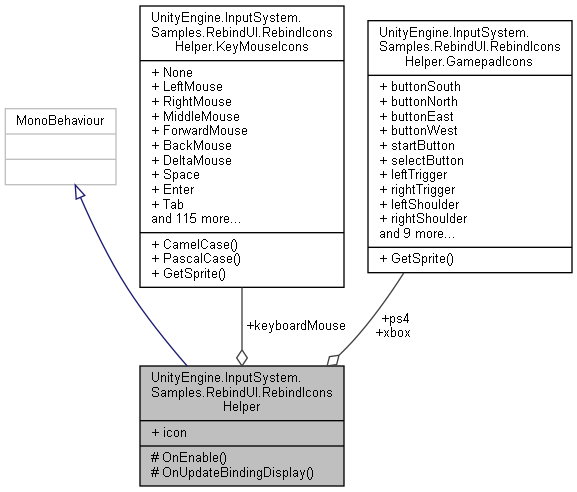 UnityEngine.InputSystem.
Samples.RebindUI.RebindIcons
Helper.KeyMouseIcons
+ None
+ LeftMouse
+ RightMouse
+ MiddleMouse
+ ForwardMouse
+ BackMouse
+ DeltaMouse
+ Space
+ Enter
+ Tab
and 115 more...
+ CamelCase()
+ PascalCase()
+ GetSprite()
UnityEngine.InputSystem.
Samples.RebindUI.RebindIcons
Helper.GamepadIcons
+ buttonSouth
+ buttonNorth
+ buttonEast
+ buttonWest
+ startButton
+ selectButton
+ leftTrigger
+ rightTrigger
+ leftShoulder
+ rightShoulder
and 9 more...
+ GetSprite()
MonoBehaviour
+keyboardMouse
+ps4
+xbox
UnityEngine.InputSystem.
Samples.RebindUI.RebindIcons
Helper
+ icon
# OnEnable()
# OnUpdateBindingDisplay()